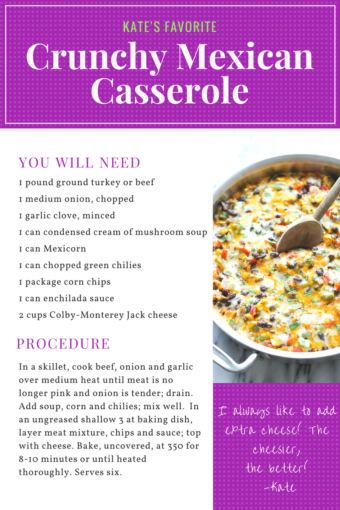 KATE'S FAVORITE
Crunchy Mexican
Casserole
YOU WILL NEED
1 pound ground turkey or beef
1 medium onion, chopped
1 garlic clove, minced
1 can condensed cream of mushroom soup
1 can Mexicorn
1 can chopped green chilies
1 package corn chips
1 can enchilada sauce
2 cups Colby-Monterey Jack cheese
PROCEDURE
In a skillet, cook beef, onion and garlic
over medium heat until meat is no
longer pink and onion is tender; drain.
Add soup, corn and chilies; mix well. In
an ungreased shallow 3 at baking dish,
layer meat mixture, chips and sauce; top
with cheese. Bake, uncovered, at 350 for
8-10 minutes or until heated
thoroughly. Serves six.
I always like to add
extra cheese! The
cheesier,
the better!
-Kate